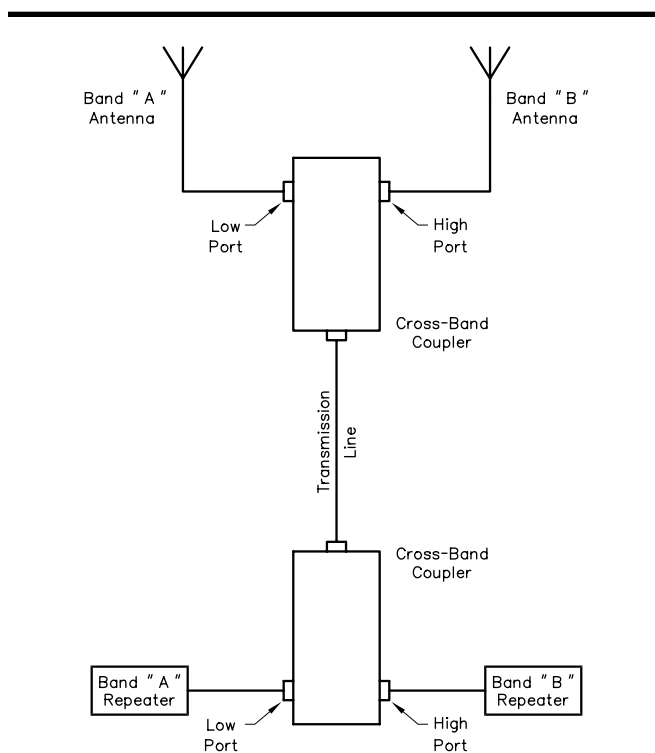 Band "A"
Antenna
Band "B"
Antenna
Low
Port
High
Port
Cross-Band
Coupler
Transmission
Line
Cross-Band
Coupler
Band "A"
Repeater
Band "B"
Repeater
Low
Port
High
Port